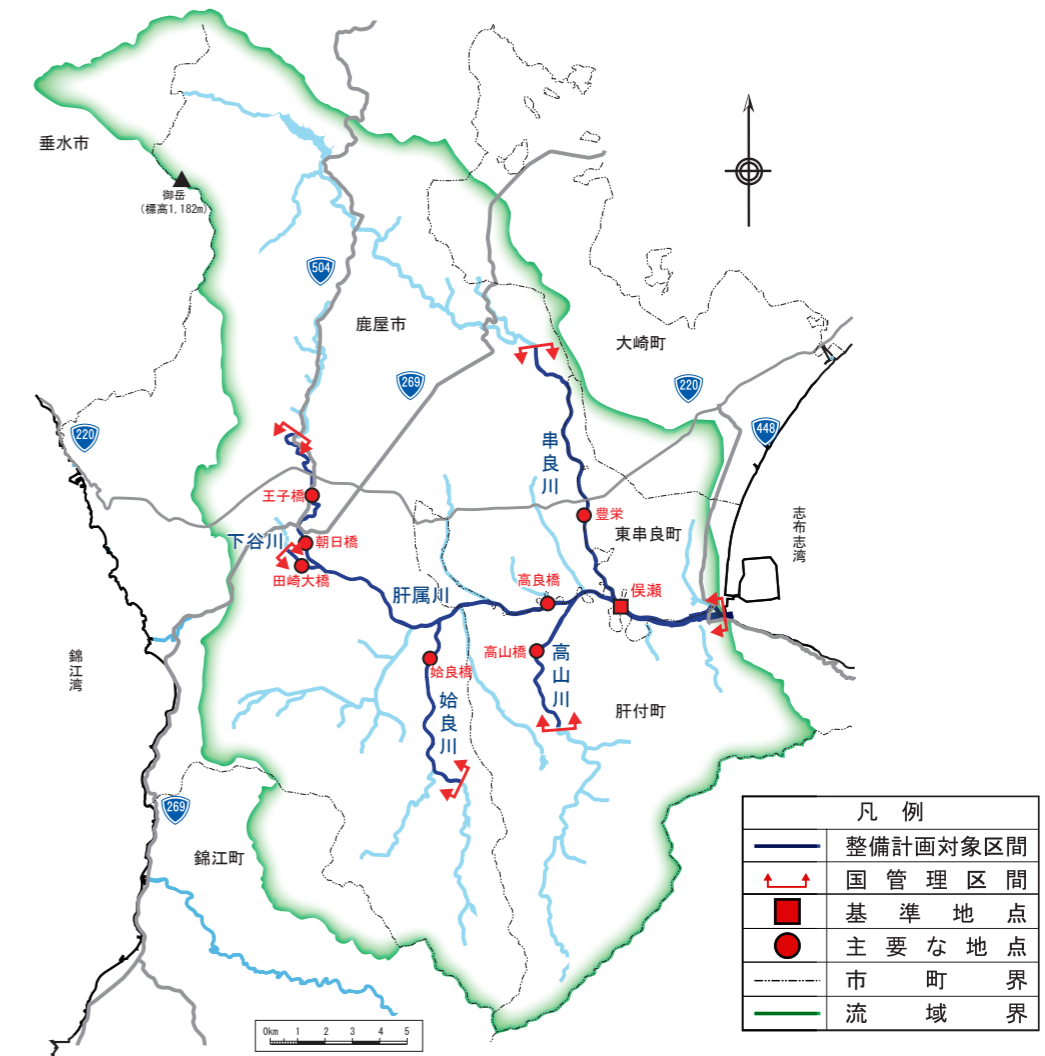 垂水市
御岳
(標高1,182m)
504
鹿屋市
大崎町
269
220
220
448
串良川
王子橋
豊栄
志布志湾
下谷川
朝日橋
東串良町
田崎大橋
肝属川
高良橋
俣瀬
錦江湾
高山橋
高山川
姶良橋
姶良川
肝付町
269
錦江町
凡例
整備計画対象区間
国管理区間
基準地点
主要な地点
市町界
流域界
0km 1 2 3 4 5